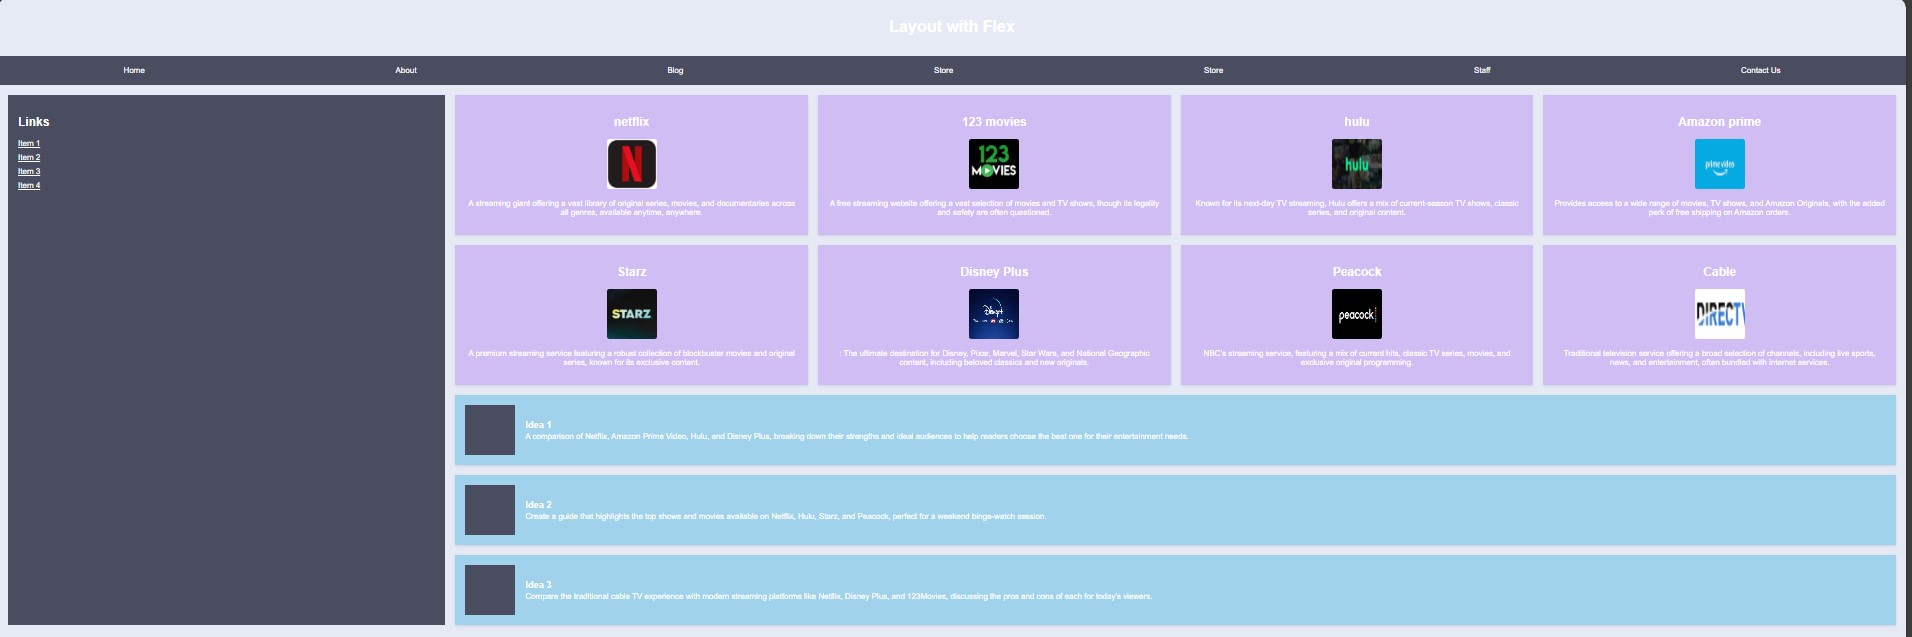 Layout with Flex
Home About Blog Store Store Staff Contact Us
Links
Item 1
Item 2
Item 3
Item 4
netflix
N
A streaming giant offering a vast library of original series, movies, and documentaries across
all genres, available anytime, anywhere.
123 movies
123
MOVIES
A free streaming website offering a vast selection of movies and TV shows, though its legality
and safety are often questioned.
hulu
hulu
Known for its next-day TV streaming, Hulu offers a mix of current-season TV shows, classic
series, and original content.
Amazon prime
prime video
Provides access to a wide range of movies, TV shows, and Amazon Originals, with the added
perk of free shipping on Amazon orders.
Starz
STARZ
A premium streaming service featuring a robust collection of blockbuster movies and original
series, known for its exclusive content.
Disney Plus
Disney+
: The ultimate destination for Disney, Pixar, Marvel, Star Wars, and National Geographic
content, including beloved classics and new originals.
Peacock
peacock
NBC's streaming service, featuring a mix of current hits, classic TV series, movies, and
exclusive original programming.
Cable
DIRECTV
Traditional television service offering a broad selection of channels, including live sports,
news, and entertainment, often bundled with internet services.
Idea 1
A comparison of Netflix, Amazon Prime Video, Hulu, and Disney Plus, breaking down their strengths and ideal audiences to help readers choose the best one for their entertainment needs.
Idea 2
Create a guide that highlights the top shows and movies available on Netflix, Hulu, Starz, and Peacock, perfect for a weekend binge-watch session.
Idea 3
Compare the traditional cable TV experience with modern streaming platforms like Netflix, Disney Plus, and 123Movies, discussing the pros and cons of each for today's viewers.